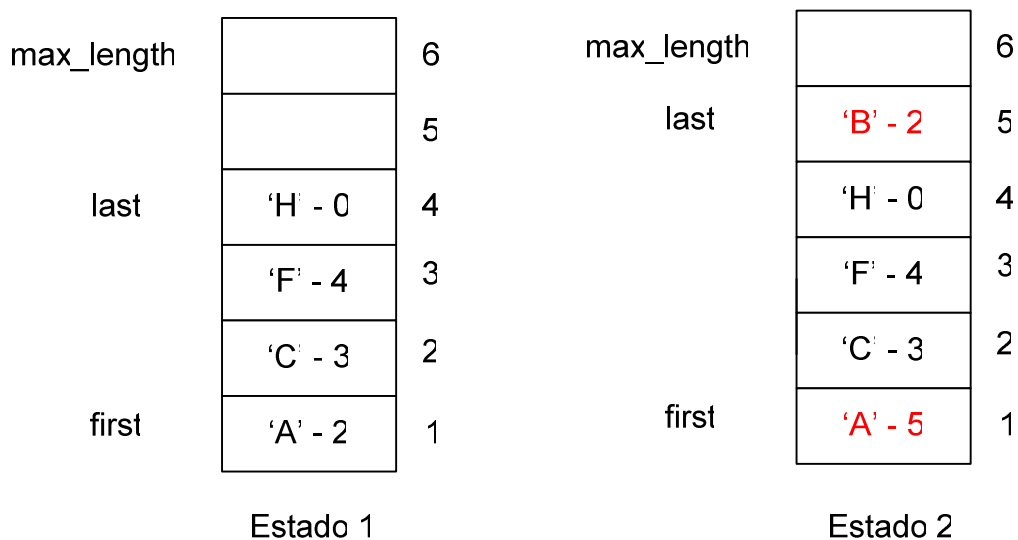 max_length 6
5
last 'H' - 0 4
'F' - 4 3
'C' - 3 2
first 'A' - 2 1
Estado 1
max_length 6
last 'B' - 2 5
'H' - 0 4
'F' - 4 3
'C' - 3 2
first 'A' - 5 1
Estado 2